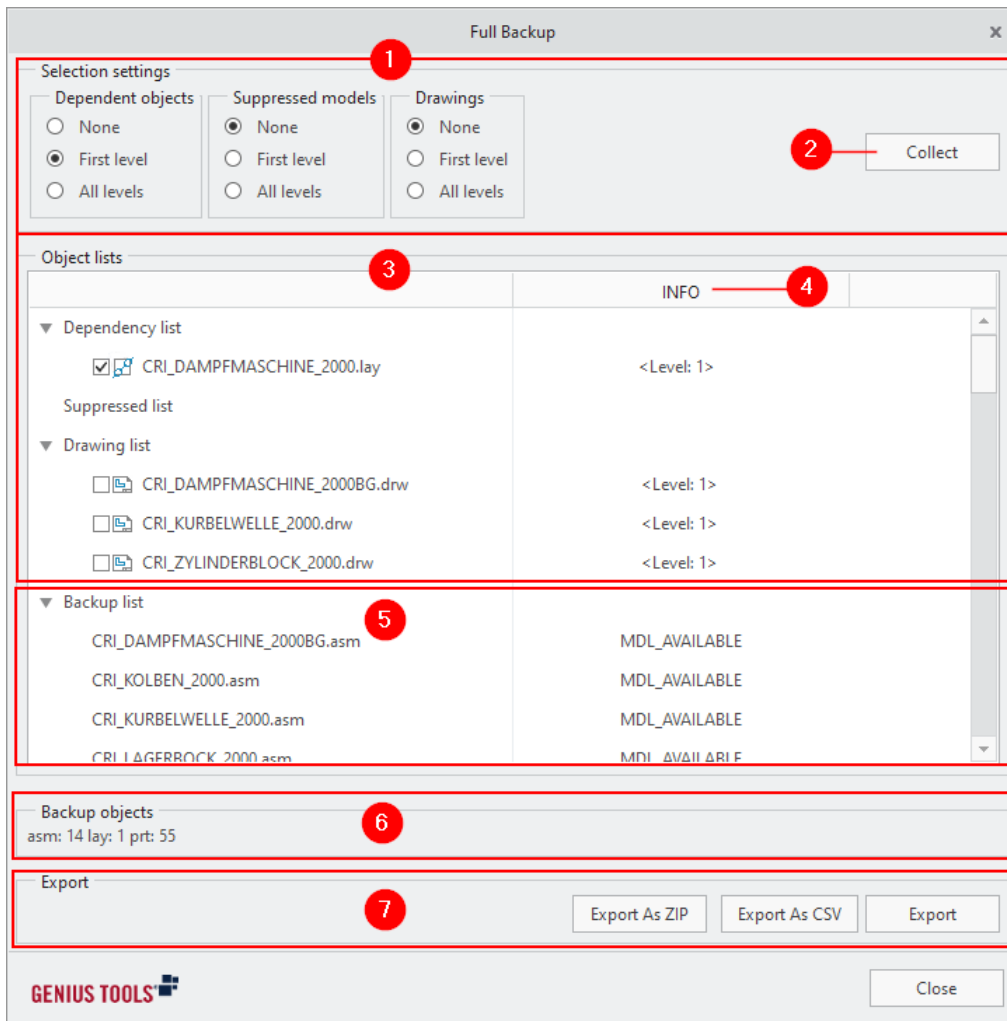 Full Backup x
1
Selection settings
Dependent objects Suppressed models Drawings
None None None
First level First level First level
All levels All levels All levels
2 Collect
Object lists
3
INFO 4
Dependency list
CRI_DAMPFMASCHINE_2000.lay <Level: 1>
Suppressed list
Drawing list
CRI_DAMPFMASCHINE_2000BG.drw <Level: 1>
CRI_KURBELWELLE_2000.drw <Level: 1>
CRI_ZYLINDERBLOCK_2000.drw <Level: 1>
Backup list
5
CRI_DAMPFMASCHINE_2000BG.asm MDL_AVAILABLE
CRI_KOLBEN_2000.asm MDL_AVAILABLE
CRI_KURBELWELLE_2000.asm MDL_AVAILABLE
CRI_LAGERBOCK_2000.asm MDL_AVAILABLE
Backup objects
6
asm: 14 lay: 1 prt: 55
Export
7
Export As ZIP Export As CSV Export
GENIUS TOOLS Close